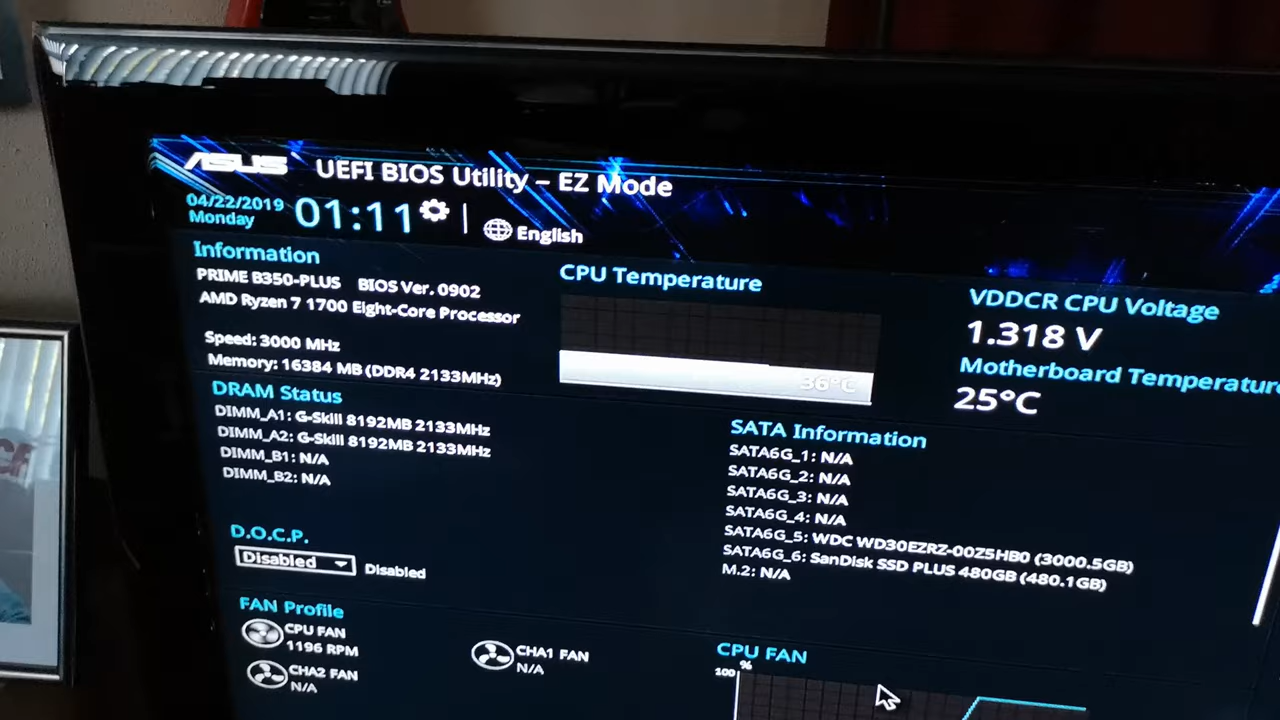 ASUS UEFI BIOS Utility – EZ Mode
04/22/2019
Monday
01:11
English
Information
PRIME B350-PLUS BIOS Ver. 0902
AMD Ryzen 7 1700 Eight-Core Processor
Speed: 3000 MHz
Memory: 16384 MB (DDR4 2133MHz)
CPU Temperature
36°C
VDDCR CPU Voltage
1.318 V
Motherboard Temperature
25°C
DRAM Status
DIMM_A1: G-Skill 8192MB 2133MHz
DIMM_A2: G-Skill 8192MB 2133MHz
DIMM_B1: N/A
DIMM_B2: N/A
SATA Information
SATA6G_1: N/A
SATA6G_2: N/A
SATA6G_3: N/A
SATA6G_4: N/A
SATA6G_5: WDC WD30EZRZ-00Z5HB0 (3000.5GB)
SATA6G_6: SanDisk SSD PLUS 480GB (480.1GB)
M.2: N/A
D.O.C.P.
Disabled Disabled
FAN Profile
CPU FAN
1196 RPM
CHA1 FAN
N/A
CHA2 FAN
N/A
CPU FAN
100 %